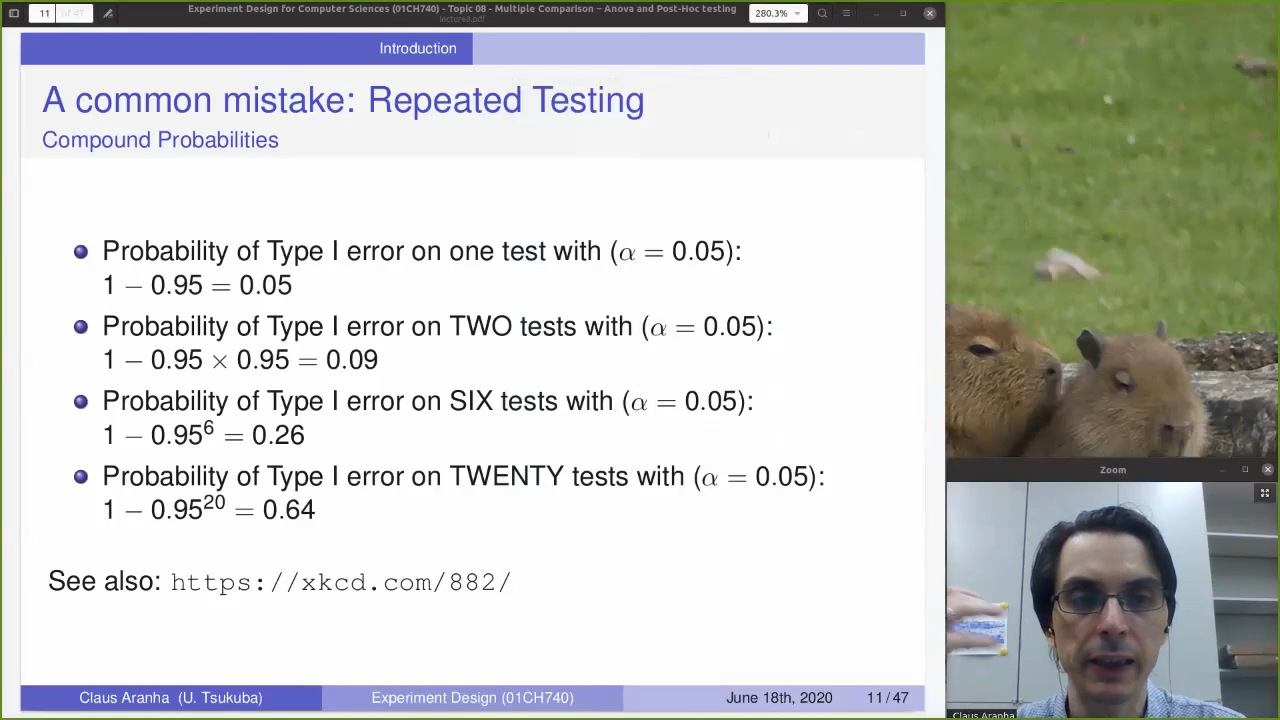 11 of 47
Experiment Design for Computer Sciences (01CH740) - Topic 08 - Multiple Comparison – Anova and Post-Hoc testing
lecture8.pdf
280.3%
Introduction
A common mistake: Repeated Testing
Compound Probabilities
Probability of Type I error on one test with (α = 0.05):
1 − 0.95 = 0.05
Probability of Type I error on TWO tests with (α = 0.05):
1 − 0.95 × 0.95 = 0.09
Probability of Type I error on SIX tests with (α = 0.05):
1 − 0.95⁶ = 0.26
Probability of Type I error on TWENTY tests with (α = 0.05):
1 − 0.95²⁰ = 0.64
See also: https://xkcd.com/882/
Claus Aranha (U. Tsukuba)
Experiment Design (01CH740)
June 18th, 2020
11 / 47
Zoom
Claus Aranha